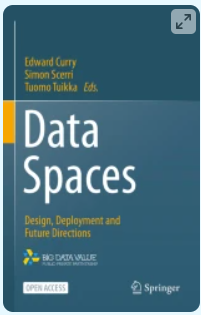 Edward Curry
Simon Scerri
Tuomo Tuikka Eds.
Data
Spaces
Design, Deployment and
Future Directions
BIG DATA VALUE
OPEN ACCESS
Springer